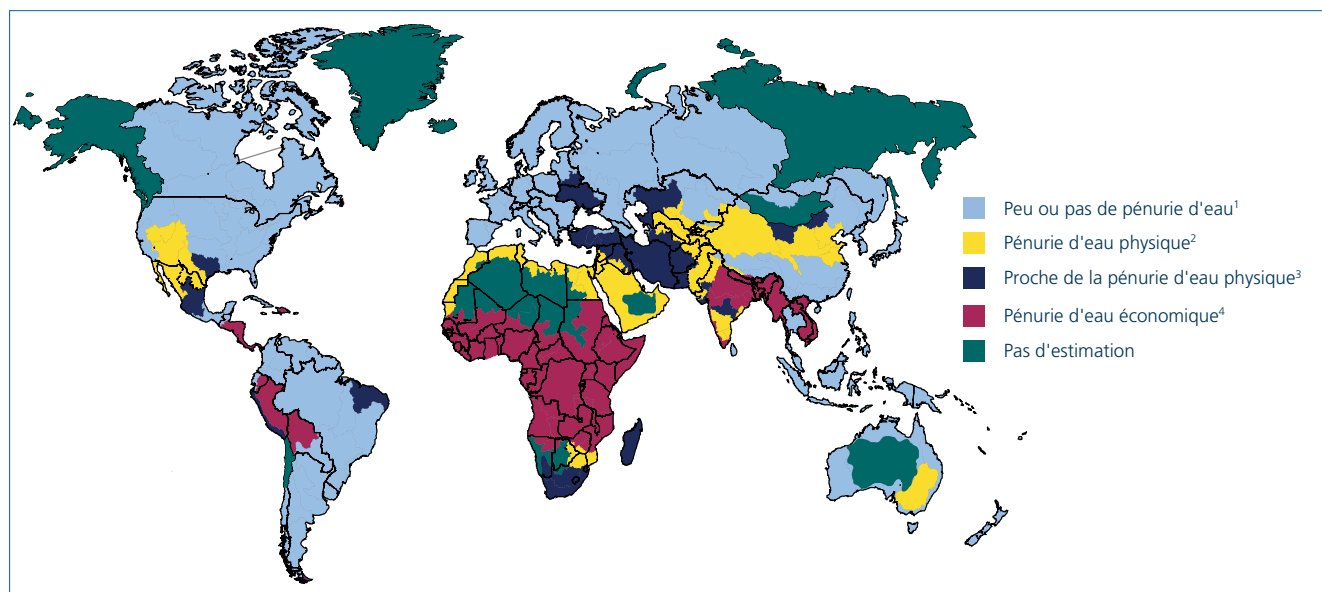 Peu ou pas de pénurie d'eau¹
Pénurie d'eau physique²
Proche de la pénurie d'eau physique³
Pénurie d'eau économique⁴
Pas d'estimation